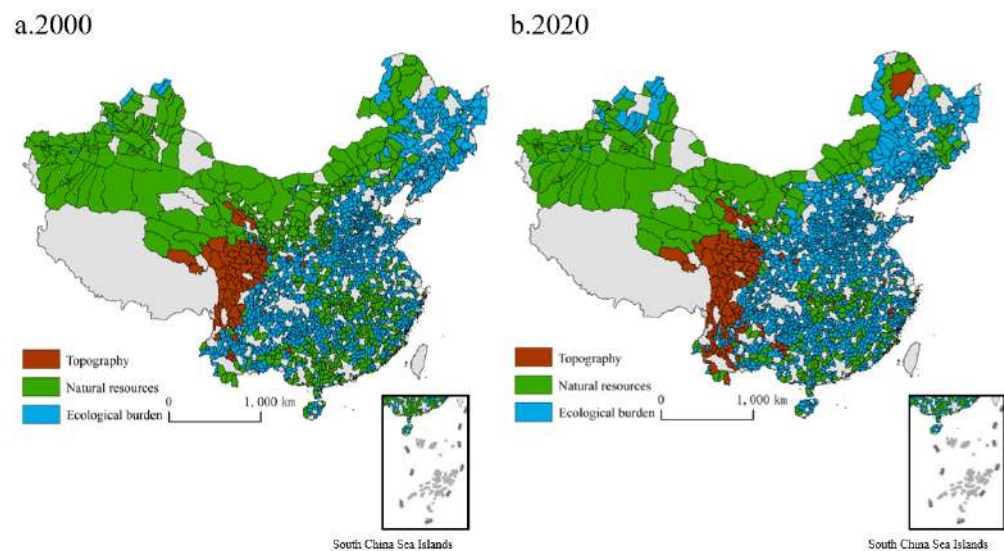 a.2000
b.2020
Topography
Natural resources
Ecological burden
0 1,000 km
South China Sea Islands
Topography
Natural resources
Ecological burden
0 1,000 km
South China Sea Islands